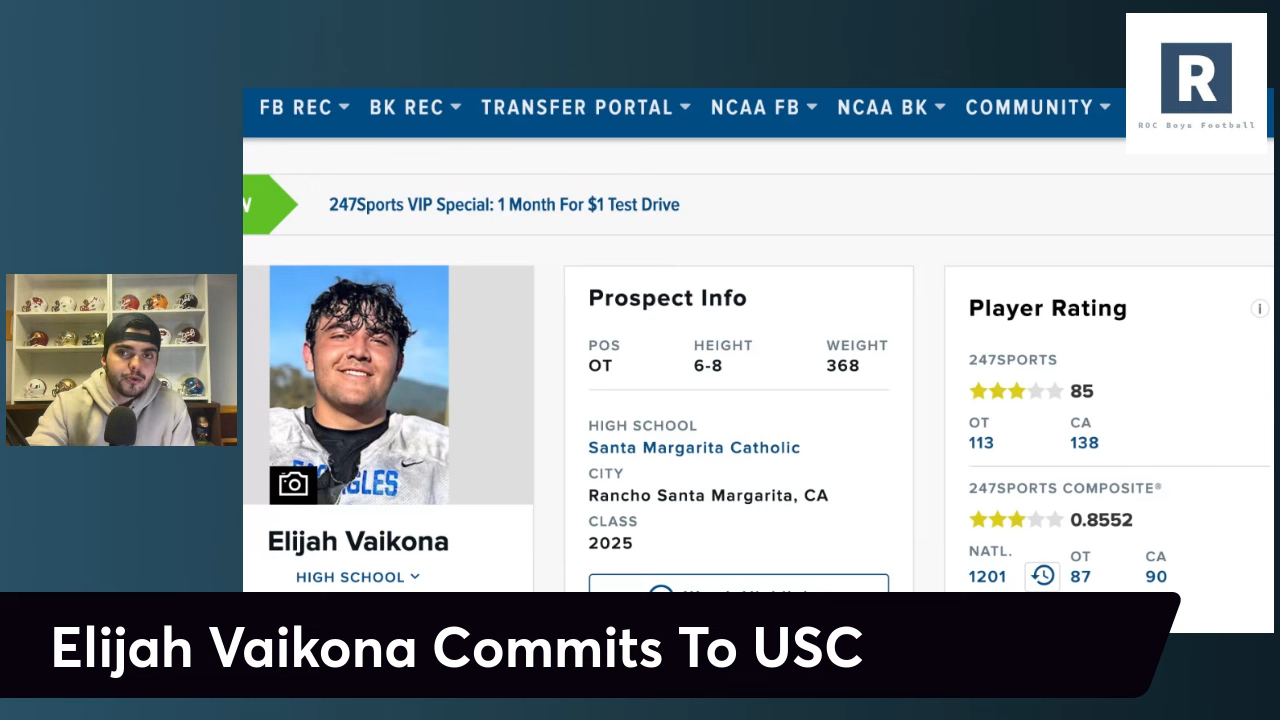 R
ROC Boys Football
FB REC BK REC TRANSFER PORTAL NCAA FB NCAA BK COMMUNITY
247Sports VIP Special: 1 Month For $1 Test Drive
Prospect Info
POS HEIGHT WEIGHT
OT 6-8 368
HIGH SCHOOL
Santa Margarita Catholic
CITY
Rancho Santa Margarita, CA
CLASS
2025
Player Rating
i
247SPORTS
85
OT CA
113 138
247SPORTS COMPOSITE®
0.8552
NATL. OT CA
1201 87 90
Elijah Vaikona
HIGH SCHOOL
Elijah Vaikona Commits To USC